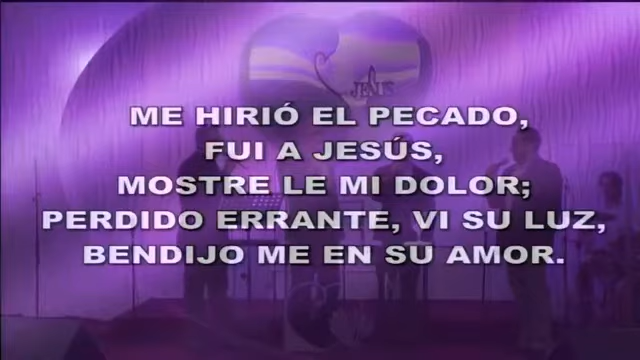 JESUS
ME HIRIÓ EL PECADO,
FUI A JESÚS,
MOSTRE LE MI DOLOR;
PERDIDO ERRANTE, VI SU LUZ,
BENDIJO ME EN SU AMOR.